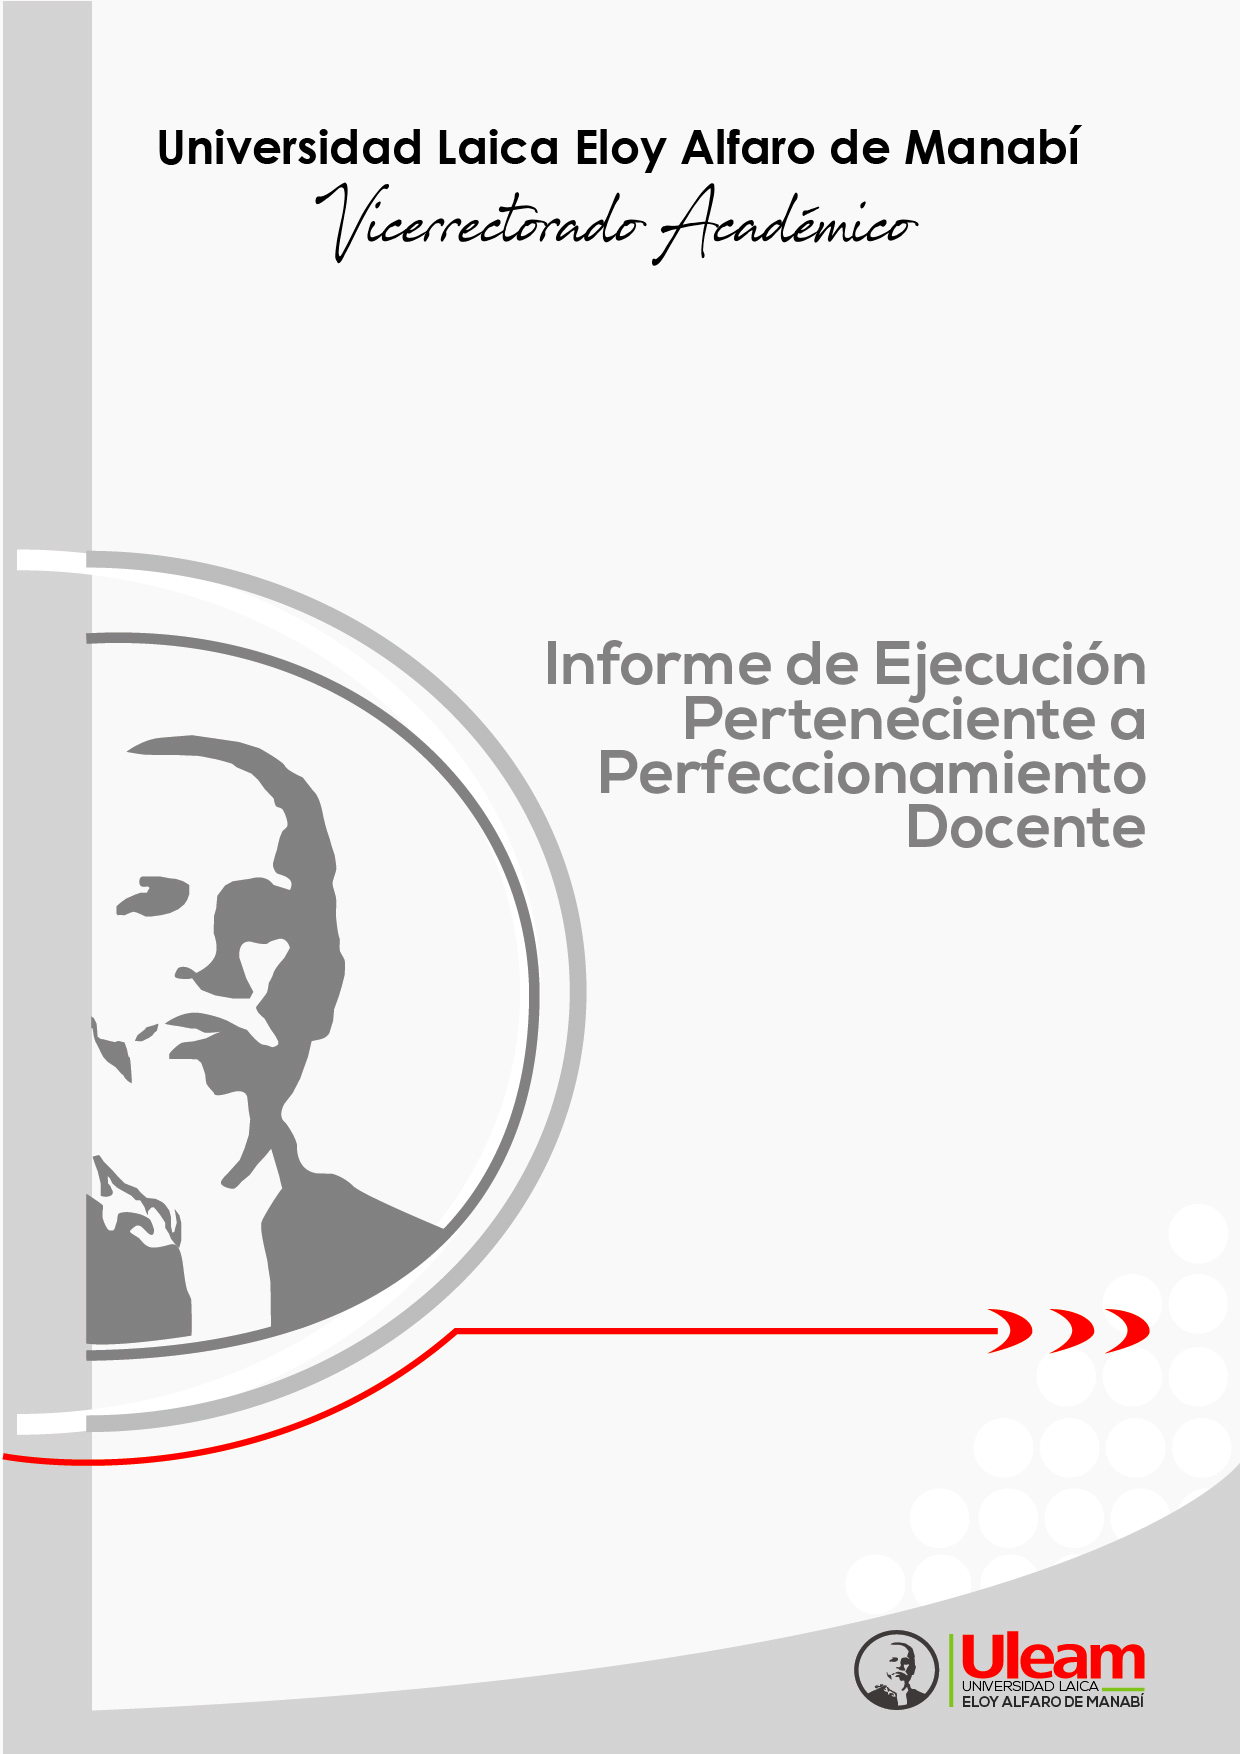 Universidad Laica Eloy Alfaro de Manabí
Vicerrectorado Académico
Informe de Ejecución
Perteneciente a
Perfeccionamiento
Docente
Uleam
UNIVERSIDAD LAICA
ELOY ALFARO DE MANABÍ